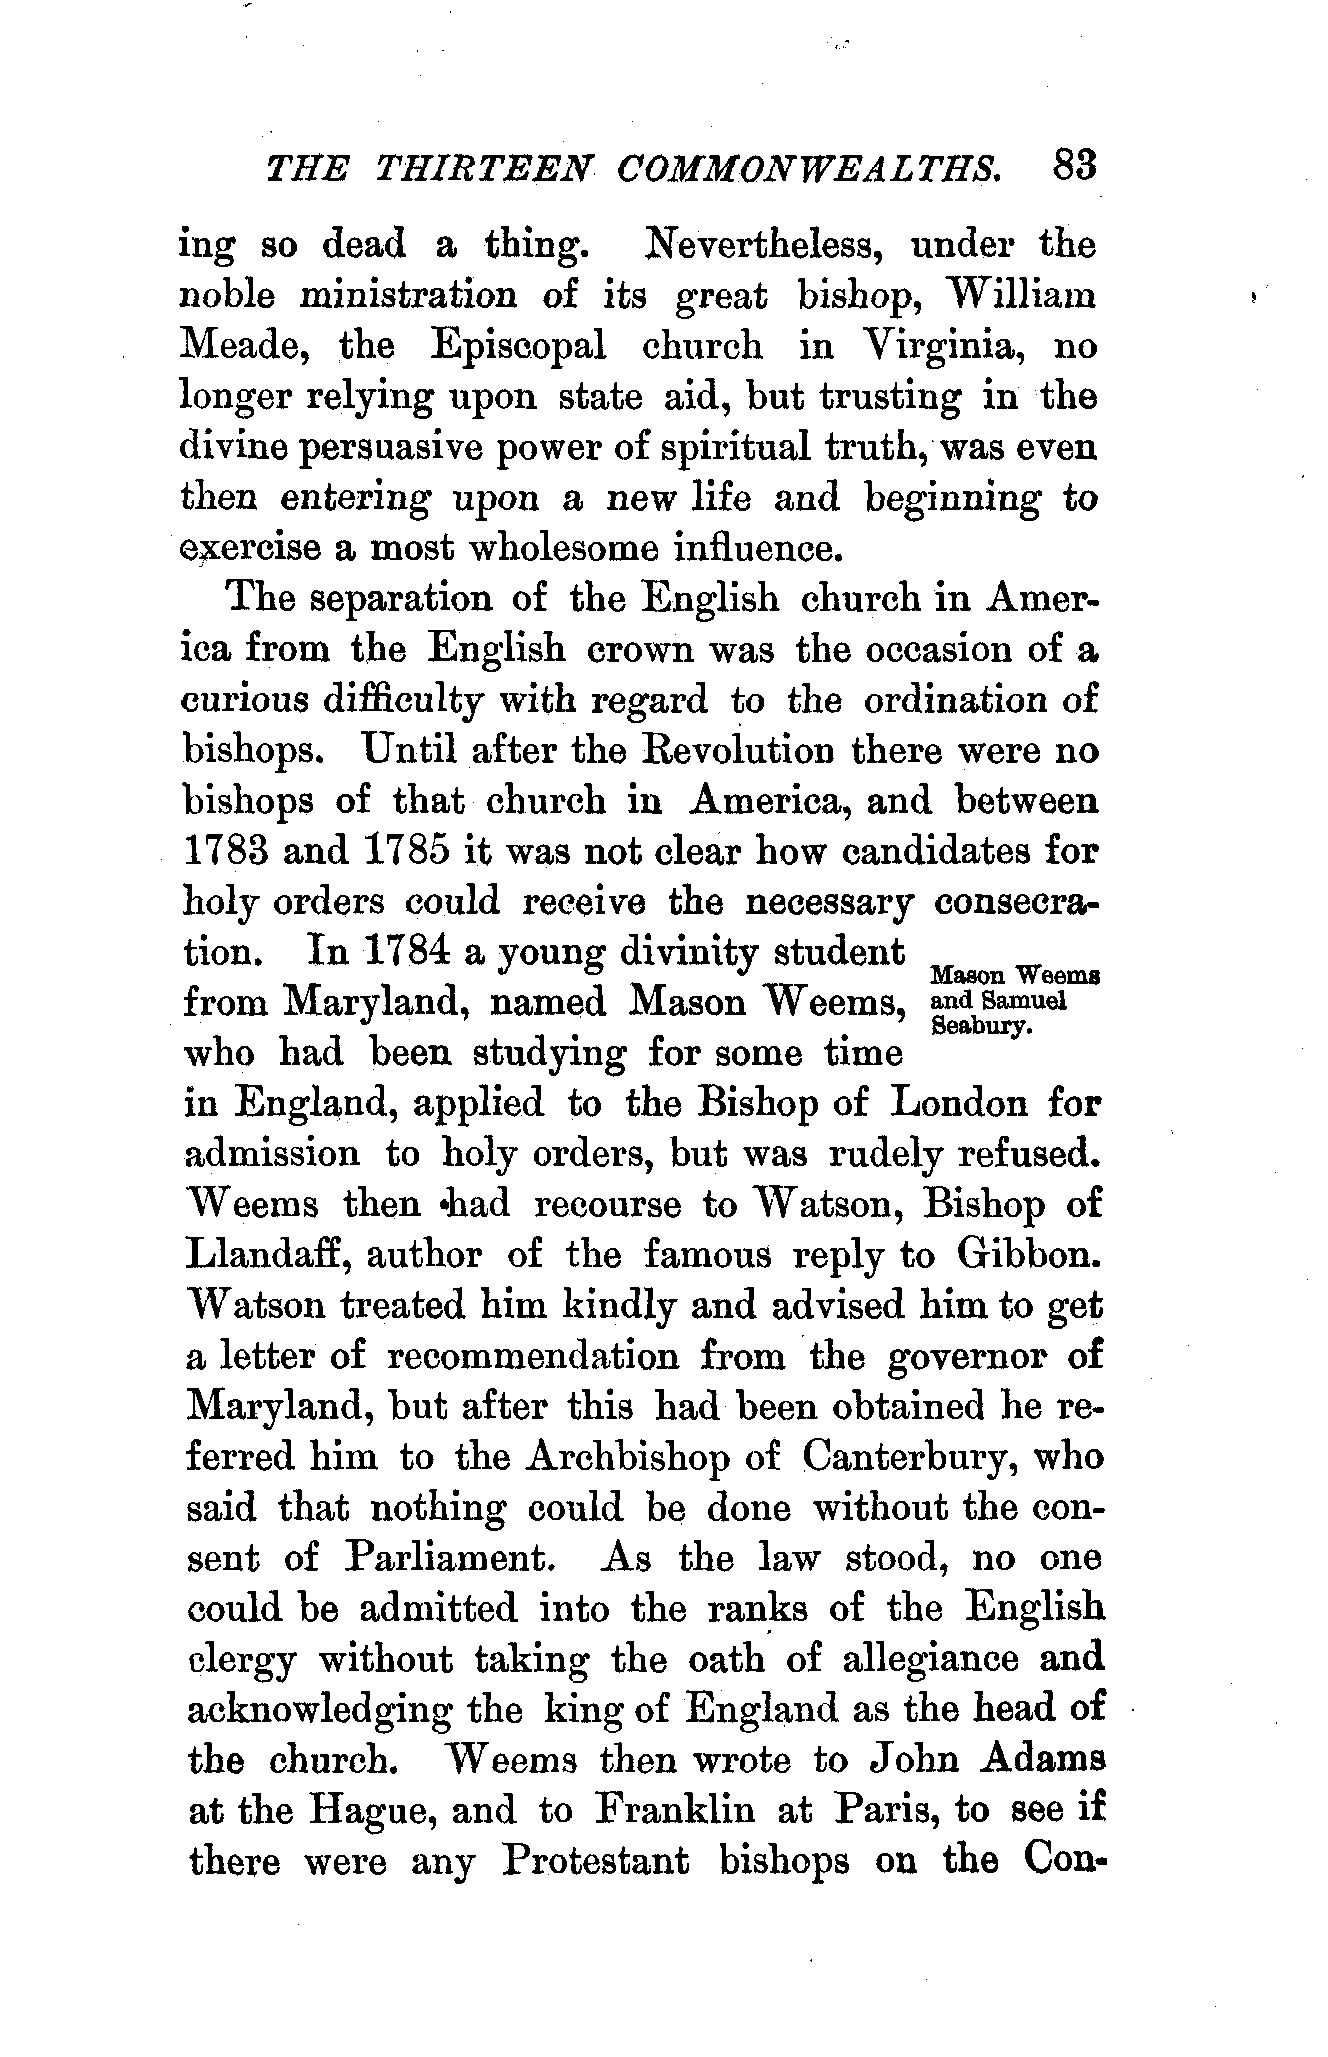 THE THIRTEEN COMMONWEALTHS. 83
ing so dead a thing. Nevertheless, under the
noble ministration of its great bishop, William
Meade, the Episcopal church in Virginia, no
longer relying upon state aid, but trusting in the
divine persuasive power of spiritual truth, was even
then entering upon a new life and beginning to
exercise a most wholesome influence.
The separation of the English church in Amer-
ica from the English crown was the occasion of a
curious difficulty with regard to the ordination of
bishops. Until after the Revolution there were no
bishops of that church in America, and between
1783 and 1785 it was not clear how candidates for
holy orders could receive the necessary consecra-
tion. In 1784 a young divinity student
from Maryland, named Mason Weems,
who had been studying for some time
Mason Weems
and Samuel
Seabury.
in England, applied to the Bishop of London for
admission to holy orders, but was rudely refused.
Weems then had recourse to Watson, Bishop of
Llandaff, author of the famous reply to Gibbon.
Watson treated him kindly and advised him to get
a letter of recommendation from the governor of
Maryland, but after this had been obtained he re-
ferred him to the Archbishop of Canterbury, who
said that nothing could be done without the con-
sent of Parliament. As the law stood, no one
could be admitted into the ranks of the English
clergy without taking the oath of allegiance and
acknowledging the king of England as the head of
the church. Weems then wrote to John Adams
at the Hague, and to Franklin at Paris, to see if
there were any Protestant bishops on the Con-